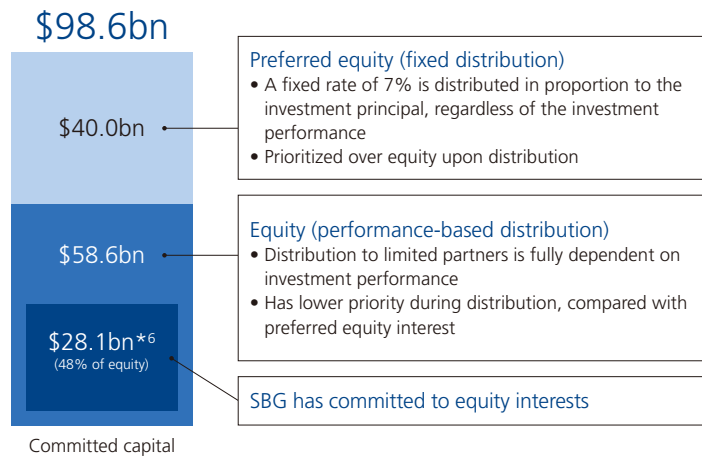 $98.6bn
$40.0bn
Preferred equity (fixed distribution)
• A fixed rate of 7% is distributed in proportion to the
investment principal, regardless of the investment
performance
• Prioritized over equity upon distribution
$58.6bn
Equity (performance-based distribution)
• Distribution to limited partners is fully dependent on
investment performance
• Has lower priority during distribution, compared with
preferred equity interest
$28.1bn*6
(48% of equity)
SBG has committed to equity interests
Committed capital